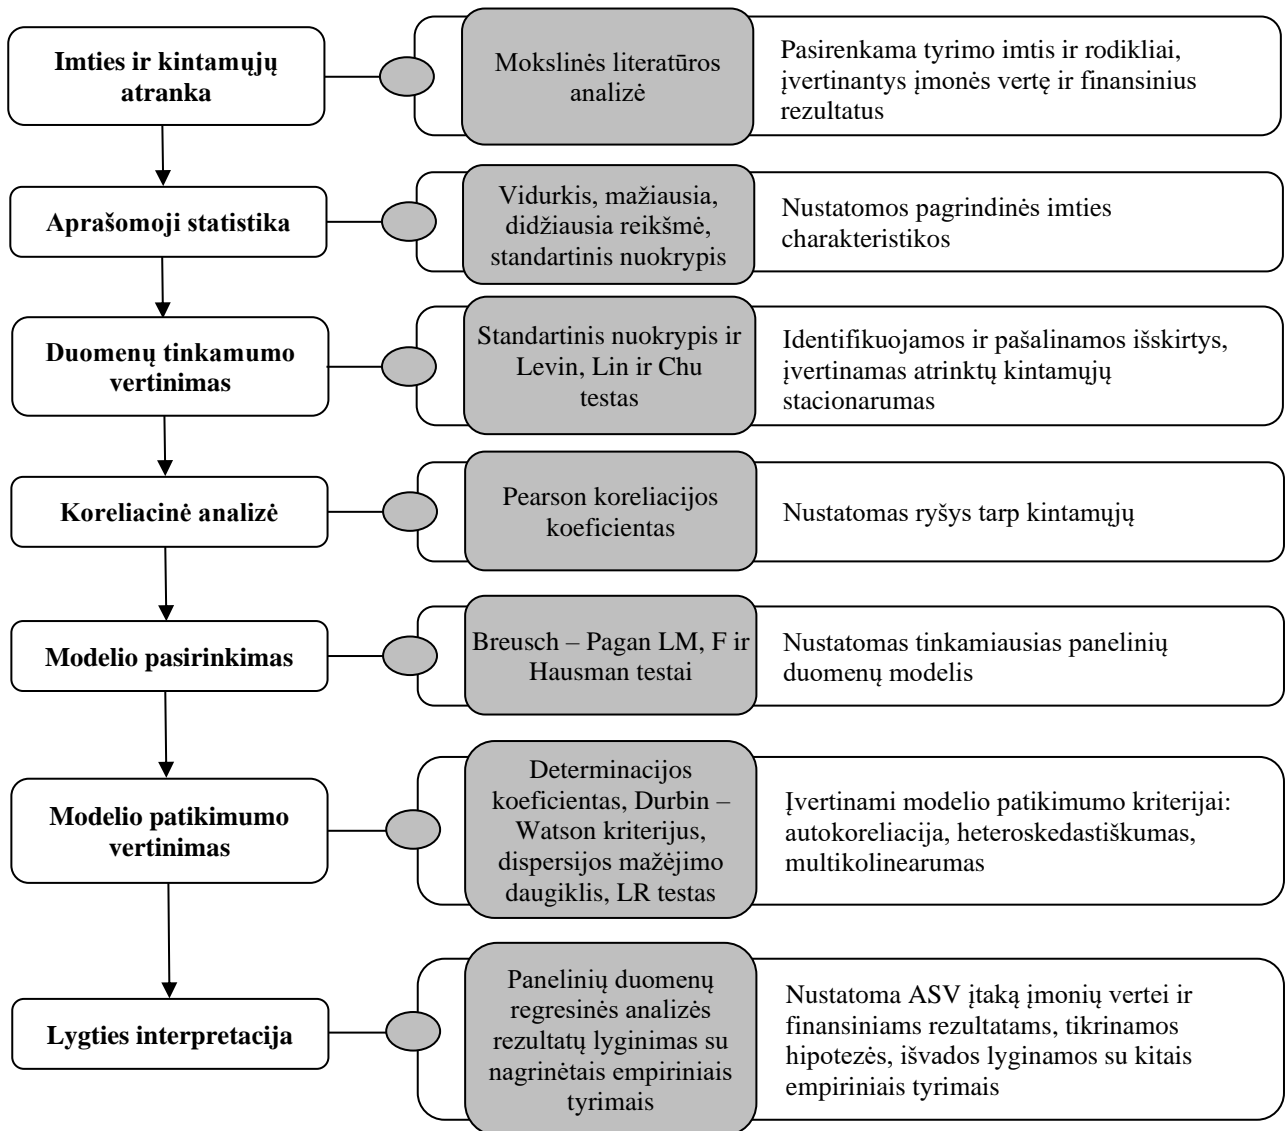 Imties ir kintamųjų
atranka
Mokslinės literatūros
analizė
Pasirenkama tyrimo imtis ir rodikliai,
įvertinantys įmonės vertę ir finansinius
rezultatus
Aprašomoji statistika
Vidurkis, mažiausia,
didžiausia reikšmė,
standartinis nuokrypis
Nustatomos pagrindinės imties
charakteristikos
Duomenų tinkamumo
vertinimas
Standartinis nuokrypis ir
Levin, Lin ir Chu
testas
Identifikuojamos ir pašalinamos išskirtys,
įvertinamas atrinktų kintamųjų
stacionarumas
Koreliacinė analizė
Pearson koreliacijos
koeficientas
Nustatomas ryšys tarp kintamųjų
Modelio pasirinkimas
Breusch – Pagan LM, F ir
Hausman testai
Nustatomas tinkamiausias panelinių
duomenų modelis
Modelio patikimumo
vertinimas
Determinacijos
koeficientas, Durbin –
Watson kriterijus,
dispersijos mažėjimo
daugiklis, LR testas
Įvertinami modelio patikimumo kriterijai:
autokoreliacija, heteroskedastiškumas,
multikolinearumas
Lygties interpretacija
Panelinių duomenų
regresinės analizės
rezultatų lyginimas su
nagrinėtais empiriniais
tyrimais
Nustatoma ASV įtaką įmonių vertei ir
finansiniams rezultatams, tikrinamos
hipotezės, išvados lyginamos su kitais
empiriniais tyrimais